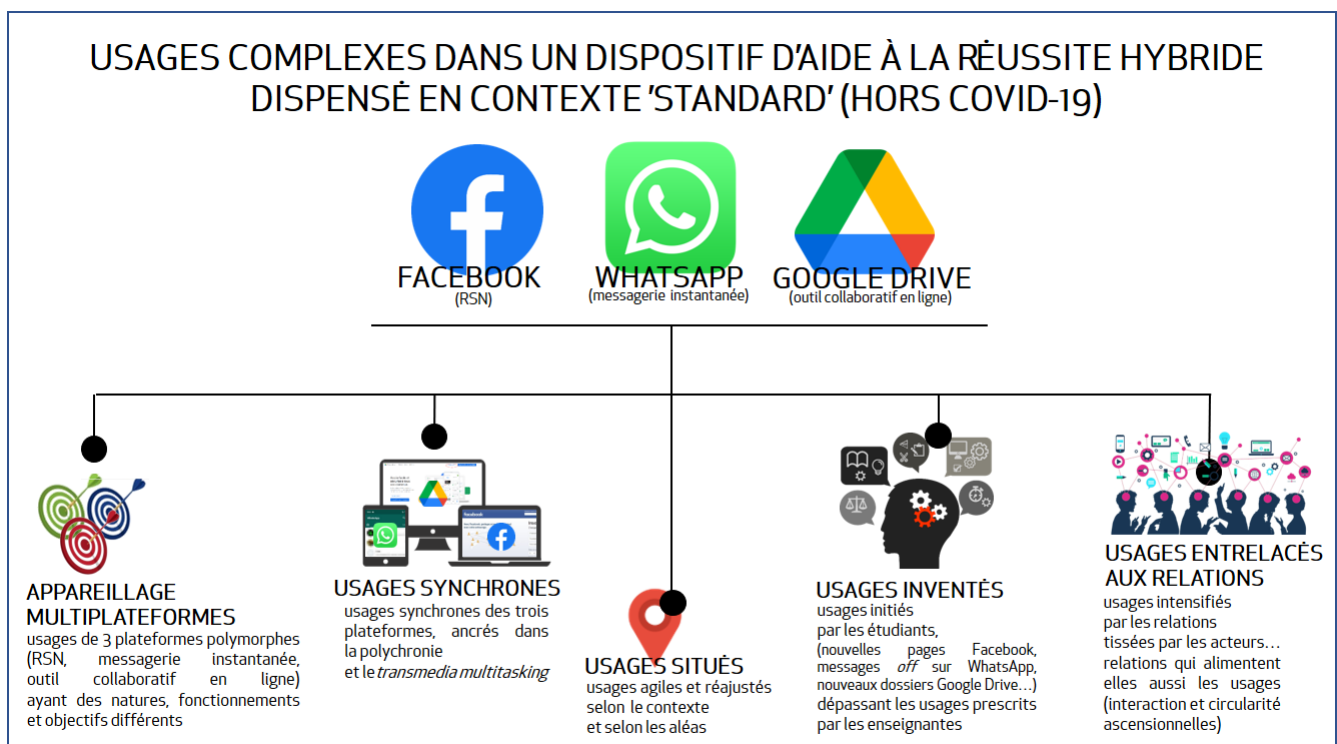 USAGES COMPLEXES DANS UN DISPOSITIF D'AIDE À LA RÉUSSITE HYBRIDE
DISPENSÉ EN CONTEXTE 'STANDARD' (HORS COVID-19)
FACEBOOK
(RSN)
WHATSAPP
(messagerie instantanée)
GOOGLE DRIVE
(outil collaboratif en ligne)
APPAREILLAGE
MULTIPLATEFORMES
usages de 3 plateformes polymorphes
(RSN, messagerie instantanée,
outil collaboratif en ligne)
ayant des natures, fonctionnements
et objectifs différents
USAGES SYNCHRONES
usages synchrones des trois
plateformes, ancrés dans
la polychronie
et le transmedia multitasking
USAGES SITUÉS
usages agiles et réajustés
selon le contexte
et selon les aléas
USAGES INVENTÉS
usages initiés
par les étudiants,
(nouvelles pages Facebook,
messages off sur WhatsApp,
nouveaux dossiers Google Drive…)
dépassant les usages prescrits
par les enseignantes
USAGES ENTRELACÉS
AUX RELATIONS
usages intensifiés
par les relations
tissées par les acteurs…
relations qui alimentent
elles aussi les usages
(interaction et circularité
ascensionnelles)